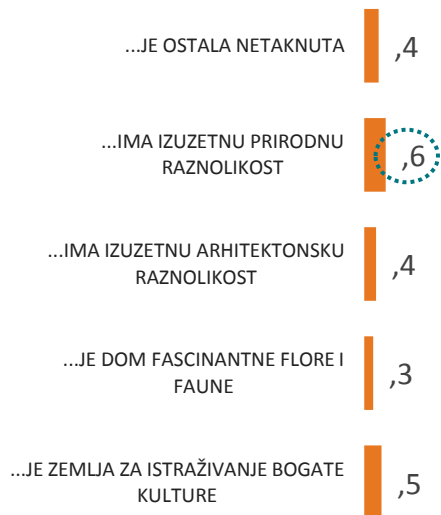 ...JE OSTALA NETAKNUTA
,4
...IMA IZUZETNU PRIRODNU
RAZNOLIKOST
,6
...IMA IZUZETNU ARHITEKTONSKU
RAZNOLIKOST
,4
...JE DOM FASCINANTNE FLORE I
FAUNE
,3
...JE ZEMLJA ZA ISTRAŽIVANJE BOGATE
KULTURE
,5